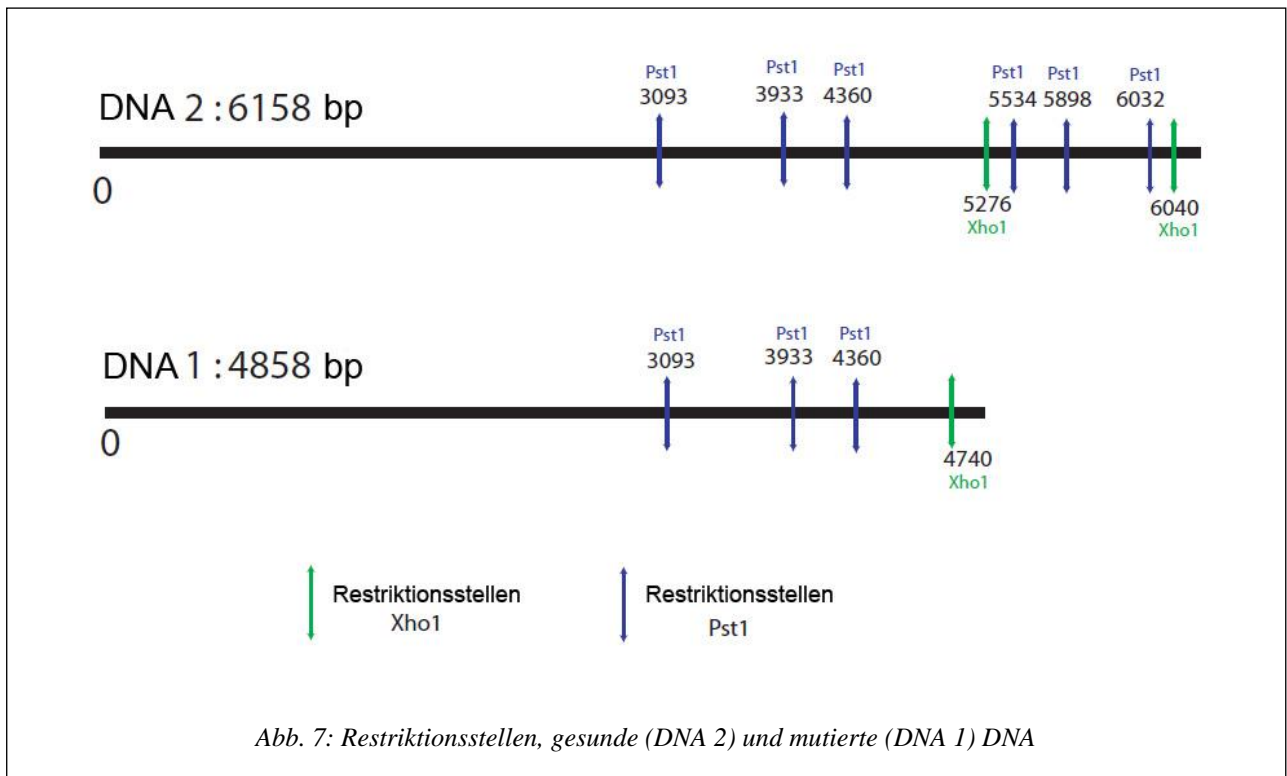 Pst1 Pst1 Pst1 Pst1 Pst1 Pst1
3093 3933 4360 5534 5898 6032
DNA 2 : 6158 bp
0
5276 6040
Xho1 Xho1
Pst1 Pst1 Pst1
3093 3933 4360
DNA 1 : 4858 bp
0
4740
Xho1
Restriktionsstellen
Xho1
Restriktionsstellen
Pst1
Abb. 7: Restriktionsstellen, gesunde (DNA 2) und mutierte (DNA 1) DNA